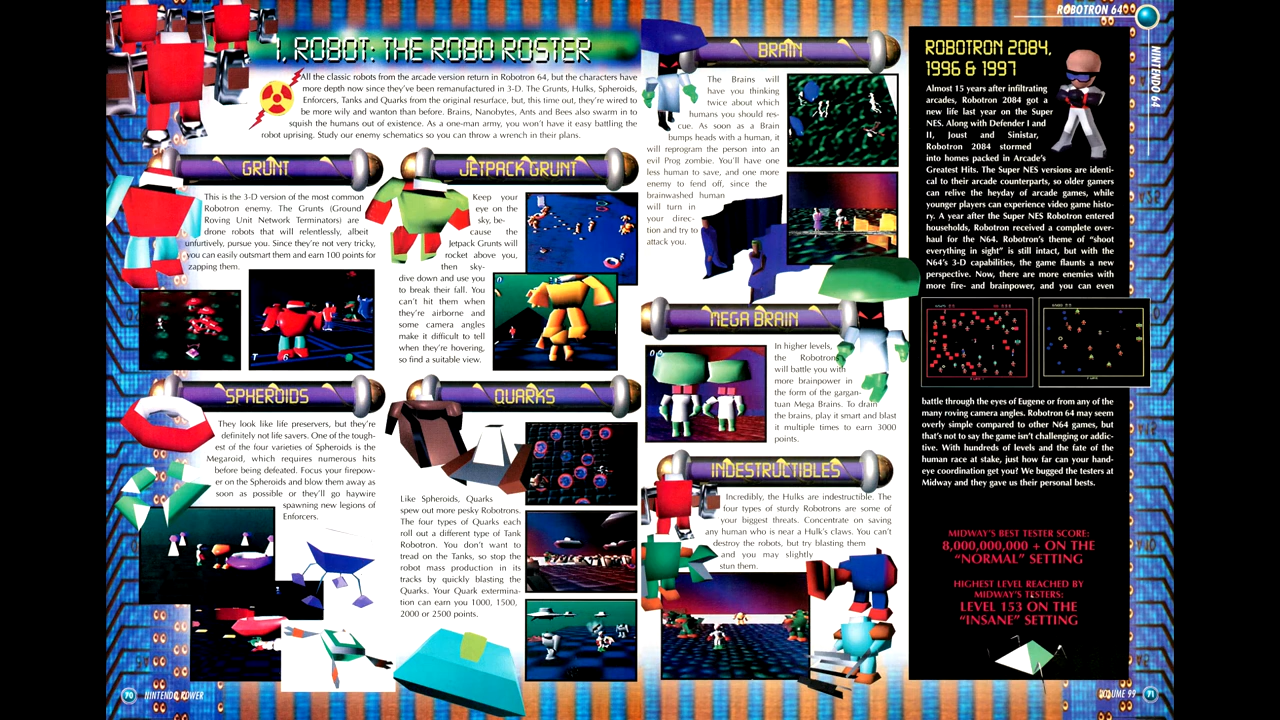 I, ROBOT: THE ROBO ROSTER
All the classic robots from the arcade version return in Robotron 64, but the characters have
more depth now since they've been remanufactured in 3-D. The Grunts, Hulks, Spheroids,
Enforcers, Tanks and Quarks from the original resurface, but, this time out, they're wired to
be more wily and wanton than before. Brains, Nanobytes, Ants and Bees also swarm in to
squish the humans out of existence. As a one-man army, you won't have it easy battling the
robot uprising. Study our enemy schematics so you can throw a wrench in their plans.
GRUNT
This is the 3-D version of the most common
Robotron enemy. The Grunts (Ground
Roving Unit Network Terminators) are
drone robots that will relentlessly, albeit
unfurtively, pursue you. Since they're not very tricky,
you can easily outsmart them and earn 100 points for
zapping them.
JETPACK GRUNT
Keep your
eye on the
sky, be-
cause the
Jetpack Grunts will
rocket above you,
then sky-
dive down and use you
to break their fall. You
can't hit them when
they're airborne and
some camera angles
make it difficult to tell
when they're hovering,
so find a suitable view.
SPHEROIDS
They look like life preservers, but they're
definitely not life savers. One of the tough-
est of the four varieties of Spheroids is the
Megaroid, which requires numerous hits
before being defeated. Focus your firepow-
er on the Spheroids and blow them away as
soon as possible or they'll go haywire
spawning new legions of
Enforcers.
QUARKS
Like Spheroids, Quarks
spew out more pesky Robotrons.
The four types of Quarks each
roll out a different type of Tank
Robotron. You don't want to
tread on the Tanks, so stop the
robot mass production in its
tracks by quickly blasting the
Quarks. Your Quark extermina-
tion can earn you 1000, 1500,
2000 or 2500 points.
70 NINTENDO POWER
BRAIN
The Brains will
have you thinking
twice about which
humans you should res-
cue. As soon as a Brain
bumps heads with a human, it
will reprogram the person into an
evil Prog zombie. You'll have one
less human to save, and one more
enemy to fend off, since the
brainwashed human
will turn in
your direc-
tion and try to
attack you.
MEGA BRAIN
In higher levels,
the Robotrons
will battle you with
more brainpower in
the form of the gargan-
tuan Mega Brains. To drain
the brains, play it smart and blast
it multiple times to earn 3000
points.
INDESTRUCTIBLES
Incredibly, the Hulks are indestructible. The
four types of sturdy Robotrons are some of
your biggest threats. Concentrate on saving
any human who is near a Hulk's claws. You can't
destroy the robots, but try blasting them
and you may slightly
stun them.
ROBOTRON 64
NINTENDO 64
ROBOTRON 2084,
1996 & 1997
Almost 15 years after infiltrating
arcades, Robotron 2084 got a
new life last year on the Super
NES. Along with Defender I and
II, Joust and Sinistar,
Robotron 2084 stormed
into homes packed in Arcade's
Greatest Hits. The Super NES versions are identi-
cal to their arcade counterparts, so older gamers
can relive the heyday of arcade games, while
younger players can experience video game histo-
ry. A year after the Super NES Robotron entered
households, Robotron received a complete over-
haul for the N64. Robotron's theme of "shoot
everything in sight" is still intact, but with the
N64's 3-D capabilities, the game flaunts a new
perspective. Now, there are more enemies with
more fire- and brainpower, and you can even
battle through the eyes of Eugene or from any of the
many roving camera angles. Robotron 64 may seem
overly simple compared to other N64 games, but
that's not to say the game isn't challenging or addic-
tive. With hundreds of levels and the fate of the
human race at stake, just how far can your hand-
eye coordination get you? We bugged the testers at
Midway and they gave us their personal bests.
MIDWAY'S BEST TESTER SCORE:
8,000,000,000 + ON THE
"NORMAL" SETTING
HIGHEST LEVEL REACHED BY
MIDWAY'S TESTERS:
LEVEL 153 ON THE
"INSANE" SETTING
VOLUME 99 71